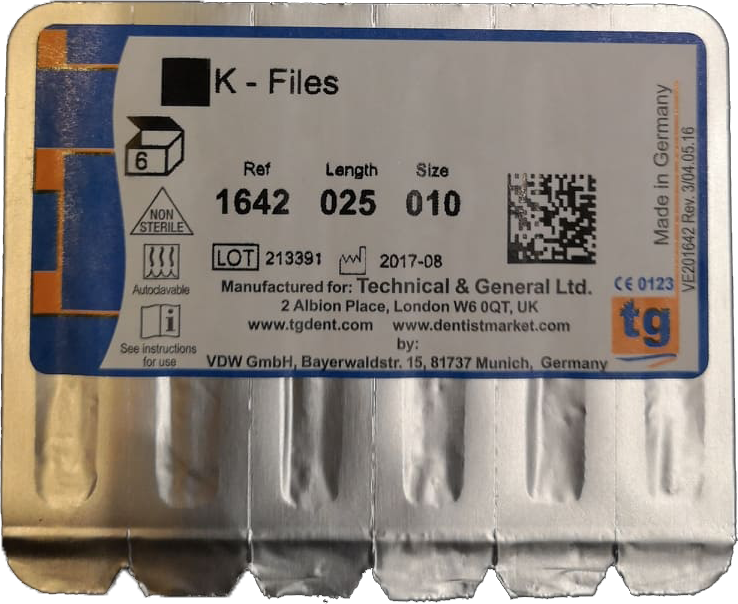 K - Files
6
Ref Length Size
1642 025 010
NON
STERILE
LOT 213391 2017-08
Autoclavable
Manufactured for: Technical & General Ltd.
2 Albion Place, London W6 0QT, UK
www.tgdent.com www.dentistmarket.com
by:
VDW GmbH, Bayerwaldstr. 15, 81737 Munich, Germany
See instructions
for use
Made in Germany
VE201642 Rev. 3/04.05.16
CE 0123
tg